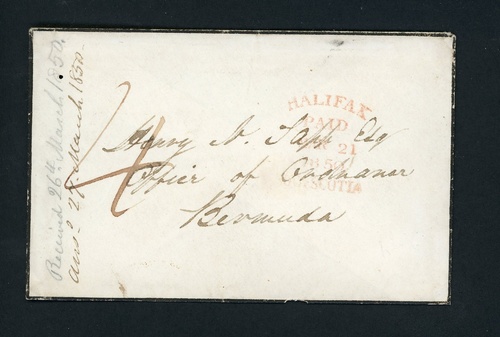 Received 26th March 1850.
Ansd 27th March 1850
HALIFAX
PAID
21
1850
SCOTIA
4
Henry N. Esq
Office of Ordnance
Bermuda